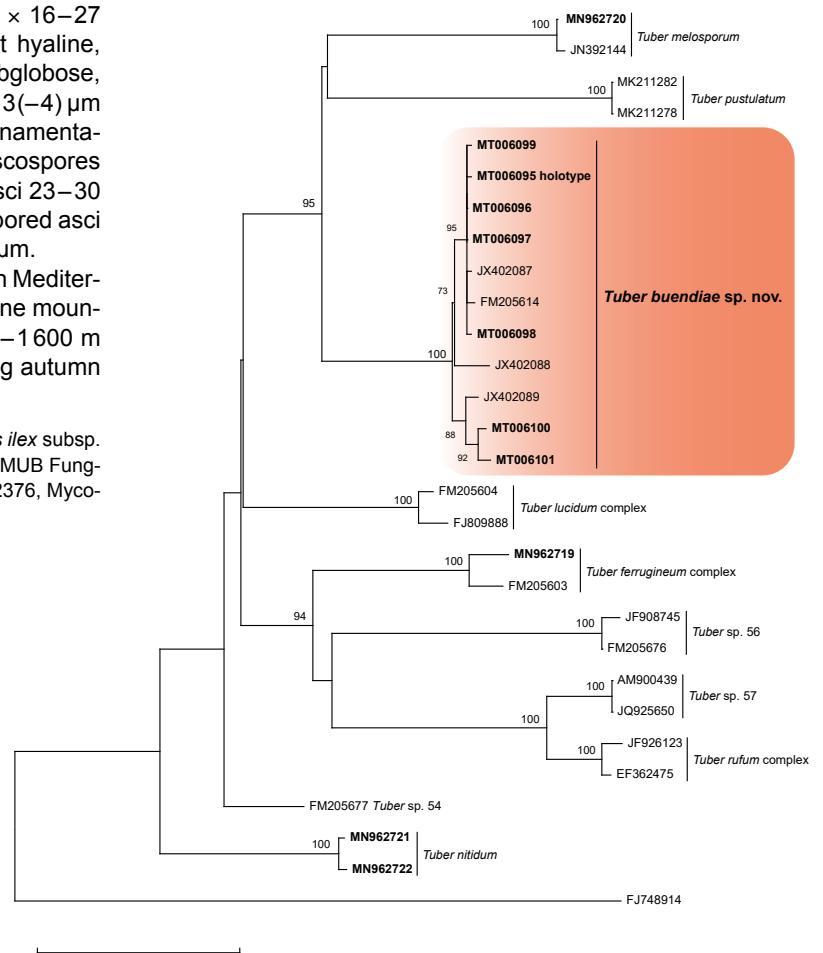 × 16–27
t hyaline,
bglobose,
3(–4) µm
namenta-
scospores
sci 23–30
pored asci
um.
n Mediter-
ne moun-
–1 600 m
g autumn
s ilex subsp.
MUB Fung-
2376, Myco-
100
MN962720
JN392144
Tuber melosporum
100
MK211282
MK211278
Tuber pustulatum
95
MT006099
MT006095 holotype
MT006096
95
MT006097
JX402087
73
FM205614
MT006098
100
JX402088
JX402089
88
MT006100
92
MT006101
Tuber buendiae sp. nov.
100
FM205604
FJ809888
Tuber lucidum complex
100
MN962719
FM205603
Tuber ferrugineum complex
94
100
JF908745
FM205676
Tuber sp. 56
100
AM900439
JQ925650
Tuber sp. 57
100
100
JF926123
EF362475
Tuber rufum complex
FM205677 Tuber sp. 54
100
MN962721
MN962722
Tuber nitidum
FJ748914